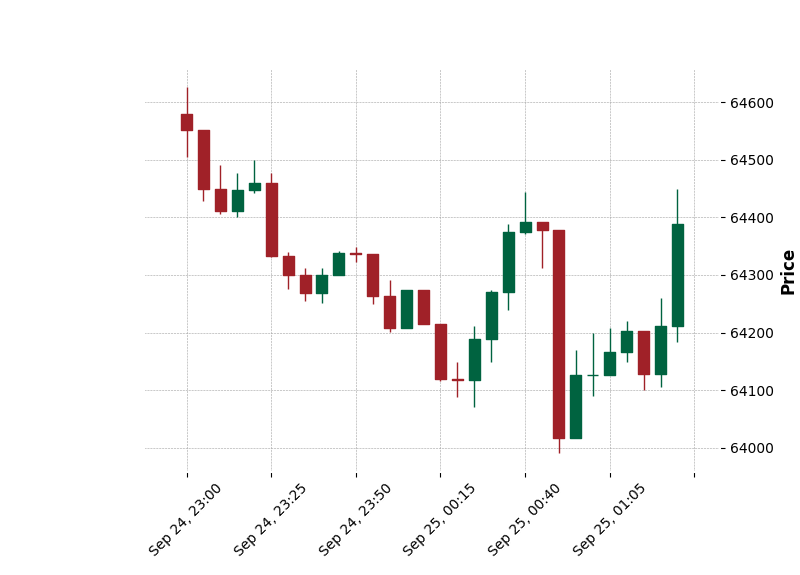 64600
64500
64400
64300
64200
64100
64000
Price
Sep 24, 23:00
Sep 24, 23:25
Sep 24, 23:50
Sep 25, 00:15
Sep 25, 00:40
Sep 25, 01:05